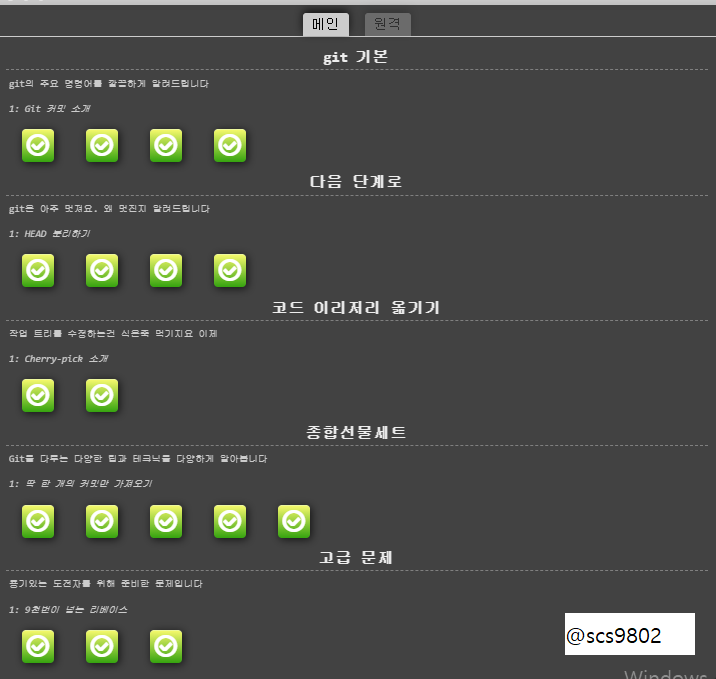 메인 원격
git 기본
git의 주요 명령어를 깔끔하게 알려드립니다
1: Git 커밋 소개
다음 단계로
git은 아주 멋져요. 왜 멋진지 알려드립니다
1: HEAD 분리하기
코드 이리저리 옮기기
작업 트리를 수정하는건 식은죽 먹기지요 이제
1: Cherry-pick 소개
종합선물세트
Git을 다루는 다양한 팁과 테크닉을 다양하게 알아봅니다
1: 딱 한 개의 커밋만 가져오기
고급 문제
용기있는 도전자를 위해 준비한 문제입니다
1: 9천번이 넘는 리베이스
@scs9802
Windows